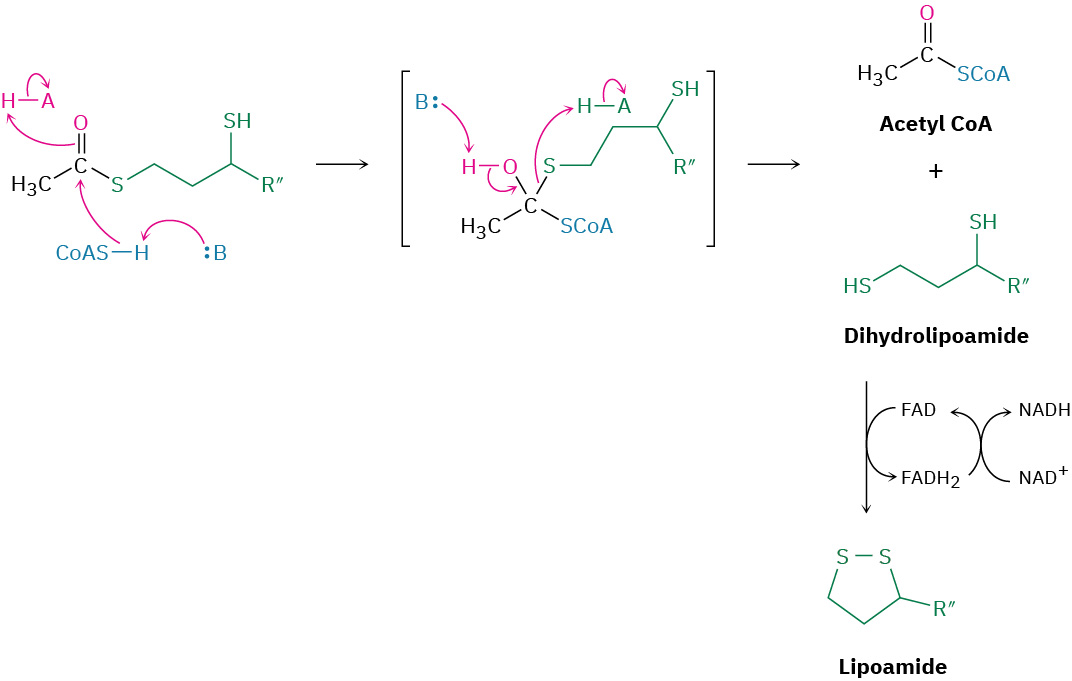 H—A
O
C
H₃C
S
SH
R″
CoAS—H
:B
B:
H—O
H—A
SH
S
R″
C
H₃C
SCoA
O
C
H₃C
SCoA
Acetyl CoA
+
SH
HS
R″
Dihydrolipoamide
FAD
NADH
FADH₂
NAD⁺
S—S
R″
Lipoamide